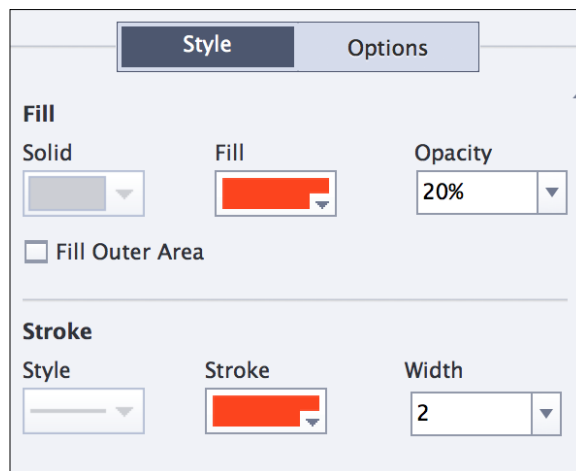 Style Options
Fill
Solid Fill Opacity
20%
Fill Outer Area
Stroke
Style Stroke Width
2